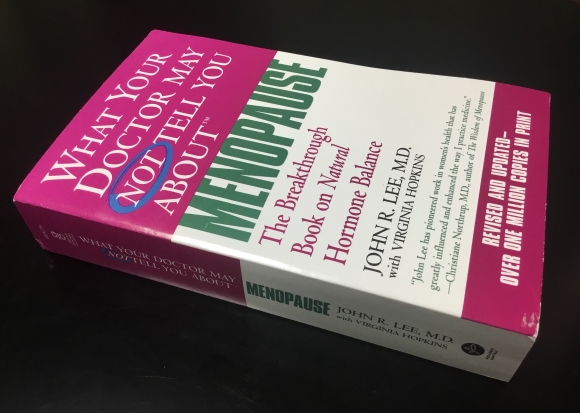 WHAT YOUR
DOCTOR MAY
NOT TELL YOU
ABOUT™
MENOPAUSE
The Breakthrough
Book on Natural
Hormone Balance
JOHN R. LEE, M.D.
with VIRGINIA HOPKINS
"John Lee has pioneered work in women's health that has
greatly influenced and enhanced the way I practice medicine."
—Christiane Northrup, M.D., author of The Wisdom of Menopause
REVISED AND UPDATED—
OVER ONE MILLION COPIES IN PRINT
WHAT YOUR DOCTOR MAY
NOT TELL YOU ABOUT
MENOPAUSE
JOHN R. LEE, M.D.
with VIRGINIA HOPKINS